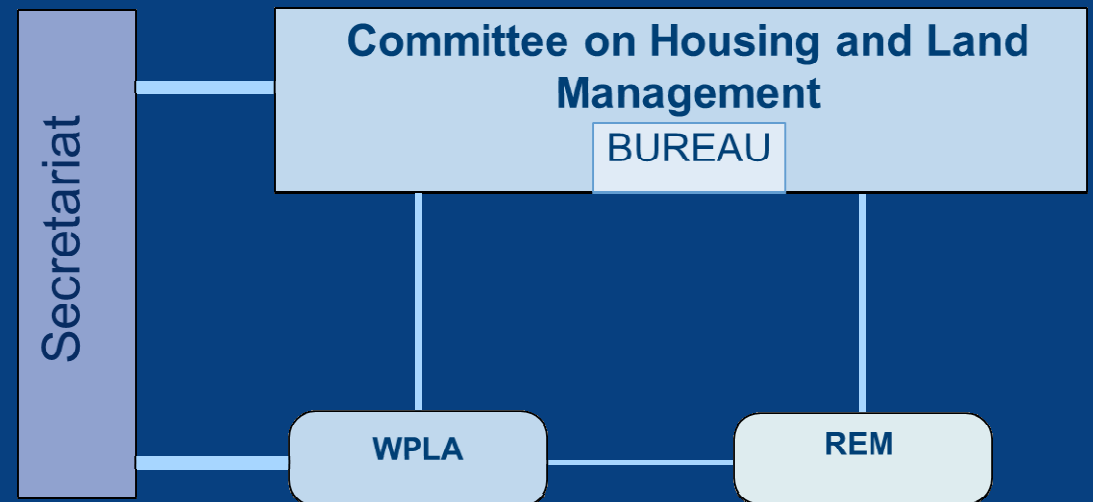 Secretariat
Committee on Housing and Land
Management
BUREAU
WPLA
REM